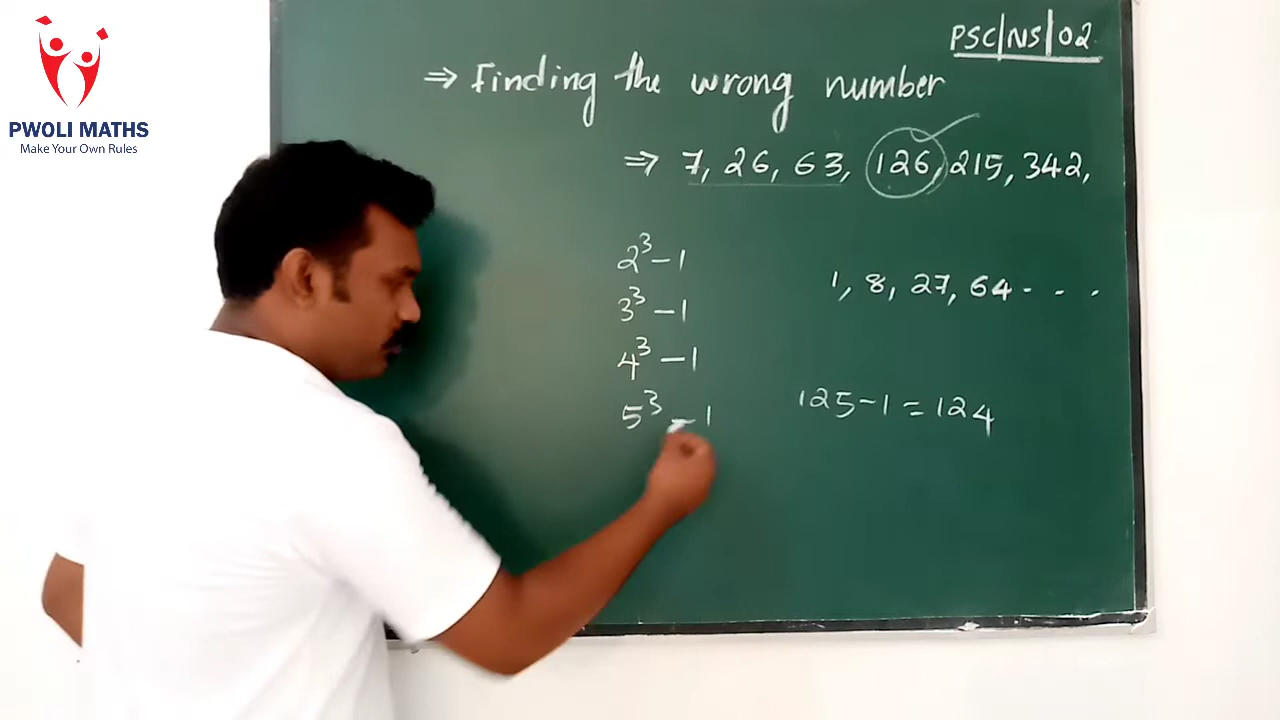 PWOLI MATHS
Make Your Own Rules
PSC/NS/02
⇒ Finding the wrong number
⇒ 7, 26, 63, 126, 215, 342,
2³-1
3³-1
4³-1
5³-1
1, 8, 27, 64 - - -
125-1=124